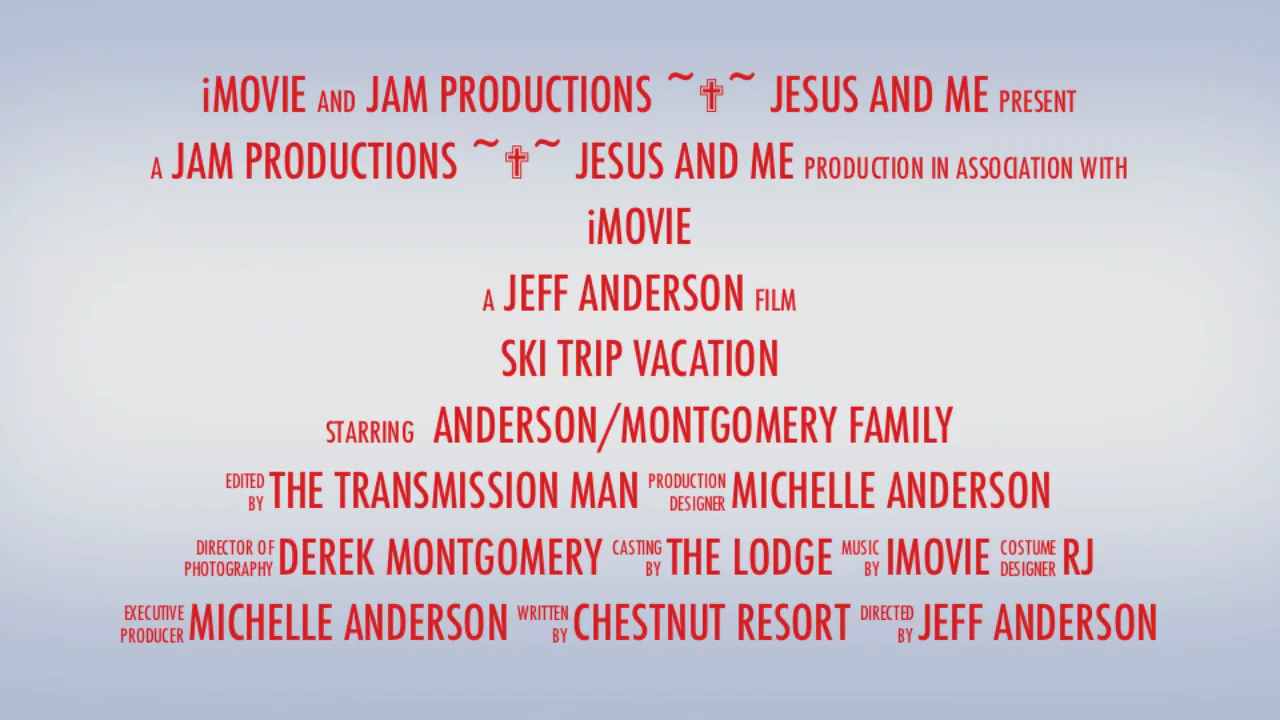 iMOVIE AND JAM PRODUCTIONS ~✞~ JESUS AND ME PRESENT
A JAM PRODUCTIONS ~✞~ JESUS AND ME PRODUCTION IN ASSOCIATION WITH
iMOVIE
A JEFF ANDERSON FILM
SKI TRIP VACATION
STARRING ANDERSON/MONTGOMERY FAMILY
EDITED BY THE TRANSMISSION MAN PRODUCTION DESIGNER MICHELLE ANDERSON
DIRECTOR OF PHOTOGRAPHY DEREK MONTGOMERY CASTING BY THE LODGE MUSIC BY IMOVIE COSTUME DESIGNER RJ
EXECUTIVE PRODUCER MICHELLE ANDERSON WRITTEN BY CHESTNUT RESORT DIRECTED BY JEFF ANDERSON